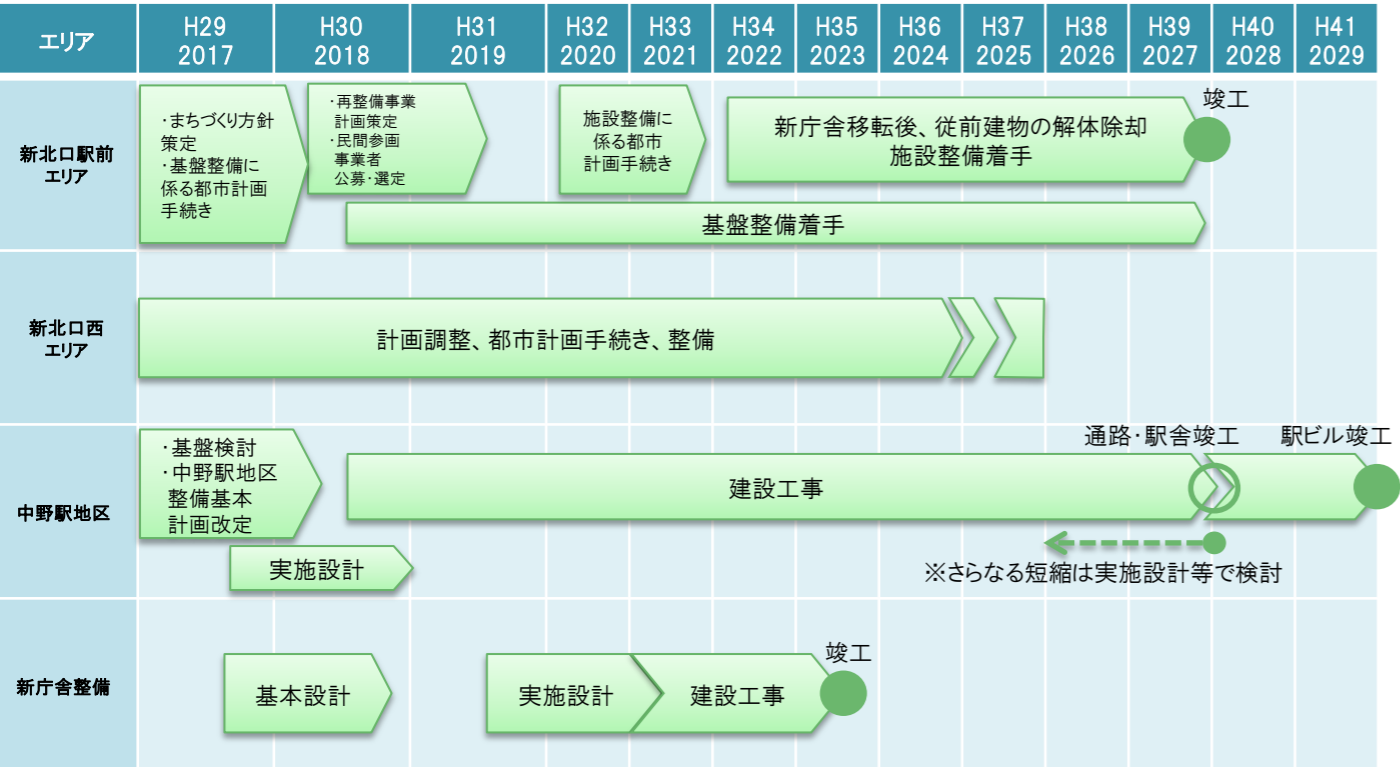 エリア
H29
2017
H30
2018
H31
2019
H32
2020
H33
2021
H34
2022
H35
2023
H36
2024
H37
2025
H38
2026
H39
2027
H40
2028
H41
2029
新北口駅前
エリア
・まちづくり方針
策定
・基盤整備に
係る都市計画
手続き
・再整備事業
計画策定
・民間参画
事業者
公募・選定
施設整備に
係る都市
計画手続き
新庁舎移転後、従前建物の解体除却
施設整備着手
竣工
基盤整備着手
新北口西
エリア
計画調整、都市計画手続き、整備
中野駅地区
・基盤検討
・中野駅地区
整備基本
計画改定
実施設計
建設工事
通路・駅舎竣工
駅ビル竣工
※さらなる短縮は実施設計等で検討
新庁舎整備
基本設計
実施設計
建設工事
竣工